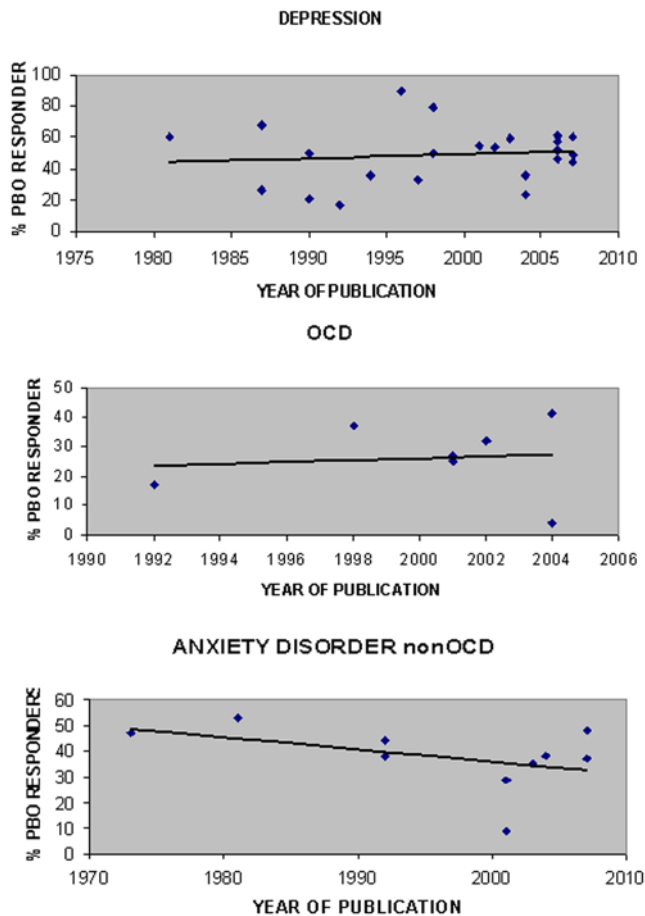 DEPRESSION
% PBO RESPONDER
100
80
60
40
20
0
1975 1980 1985 1990 1995 2000 2005 2010
YEAR OF PUBLICATION
OCD
% PBO RESPONDER
50
40
30
20
10
0
1990 1992 1994 1996 1998 2000 2002 2004 2006
YEAR OF PUBLICATION
ANXIETY DISORDER nonOCD
% PBO RESPONDERS
60
50
40
30
20
10
0
1970 1980 1990 2000 2010
YEAR OF PUBLICATION